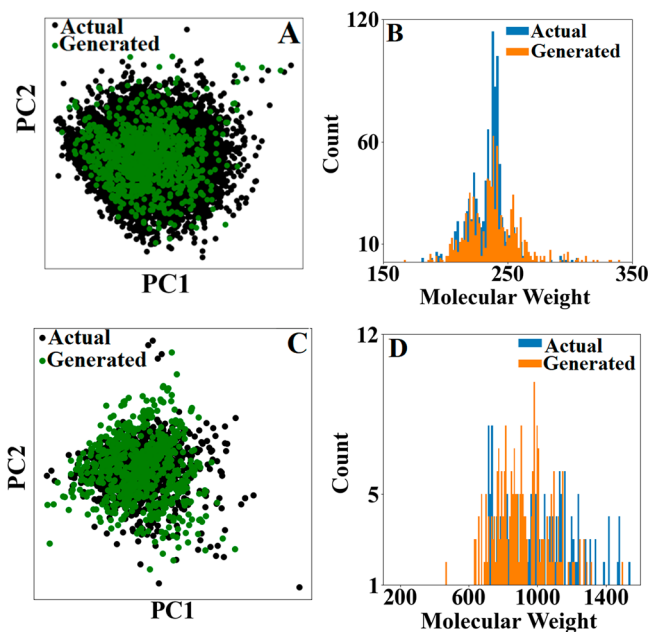 Actual
Generated
A
PC2
PC1
B
Actual
Generated
120
60
10
Count
150
250
350
Molecular Weight
Actual
Generated
C
PC2
PC1
D
Actual
Generated
12
5
1
Count
200
600
1000
1400
Molecular Weight